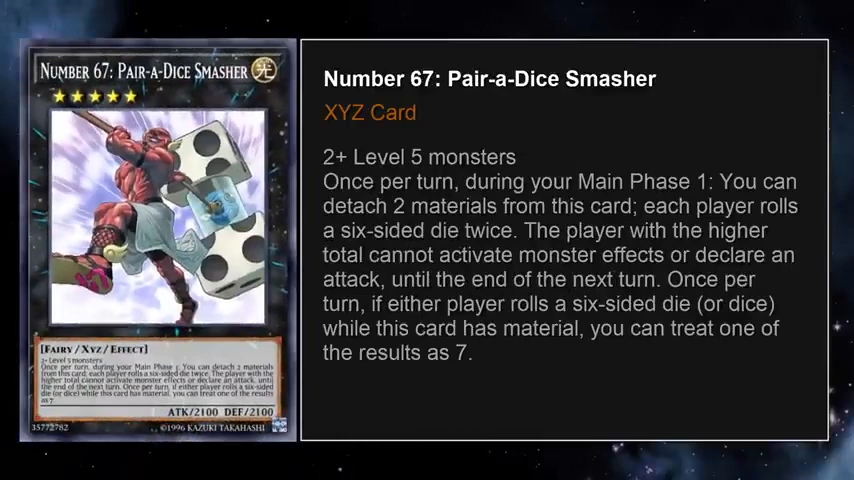 NUMBER 67: PAIR-A-DICE SMASHER
光
[FAIRY / XYZ / EFFECT]
2+ Level 5 monsters
Once per turn, during your Main Phase 1: You can detach 2 materials
from this card; each player rolls a six-sided die twice. The player with the
higher total cannot activate monster effects or declare an attack, until
the end of the next turn. Once per turn, if either player rolls a six-sided
die (or dice) while this card has material, you can treat one of the results
as 7.
ATK/2100 DEF/2100
35772782
©1996 KAZUKI TAKAHASHI
Number 67: Pair-a-Dice Smasher
XYZ Card
2+ Level 5 monsters
Once per turn, during your Main Phase 1: You can
detach 2 materials from this card; each player rolls
a six-sided die twice. The player with the higher
total cannot activate monster effects or declare an
attack, until the end of the next turn. Once per
turn, if either player rolls a six-sided die (or dice)
while this card has material, you can treat one of
the results as 7.